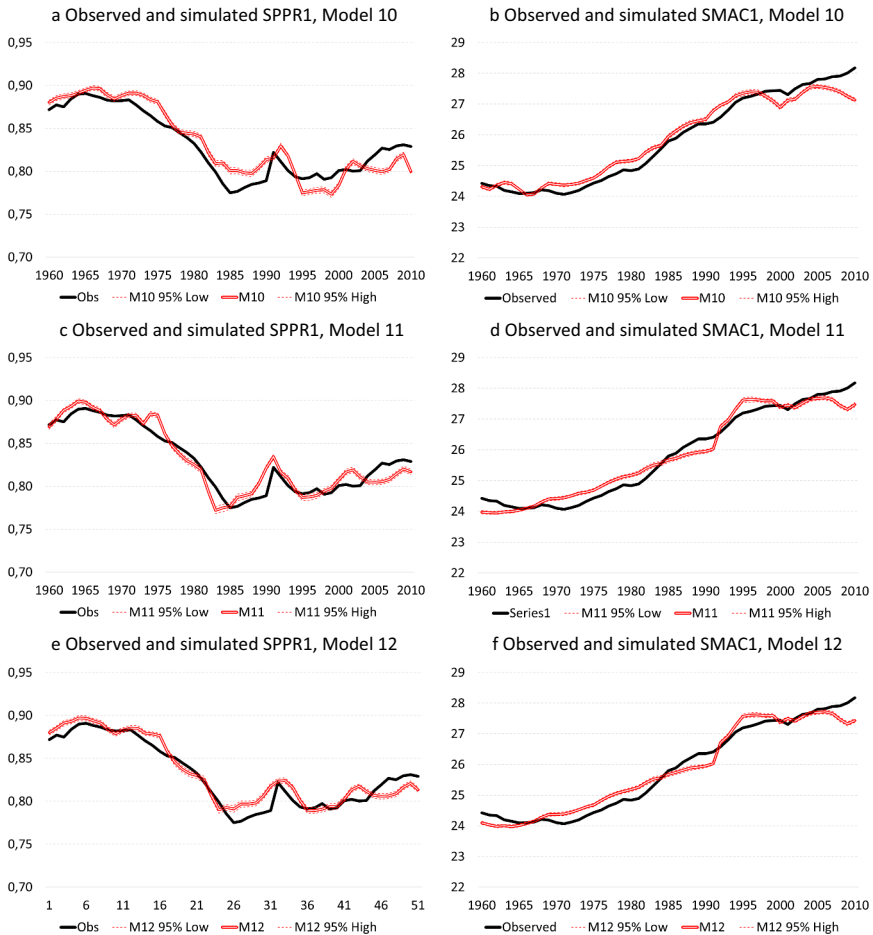 a Observed and simulated SPPR1, Model 10
0,95
0,90
0,85
0,80
0,75
0,70
1960 1965 1970 1975 1980 1985 1990 1995 2000 2005 2010
Obs M10 95% Low M10 M10 95% High
b Observed and simulated SMAC1, Model 10
29
28
27
26
25
24
23
22
1960 1965 1970 1975 1980 1985 1990 1995 2000 2005 2010
Observed M10 95% Low M10 M10 95% High
c Observed and simulated SPPR1, Model 11
0,95
0,90
0,85
0,80
0,75
0,70
1960 1965 1970 1975 1980 1985 1990 1995 2000 2005 2010
Obs M11 95% Low M11 M11 95% High
d Observed and simulated SMAC1, Model 11
29
28
27
26
25
24
23
22
1960 1965 1970 1975 1980 1985 1990 1995 2000 2005 2010
Series1 M11 95% Low M11 M11 95% High
e Observed and simulated SPPR1, Model 12
0,95
0,90
0,85
0,80
0,75
0,70
1 6 11 16 21 26 31 36 41 46 51
Obs M12 95% Low M12 M12 95% High
f Observed and simulated SMAC1, Model 12
29
28
27
26
25
24
23
22
1960 1965 1970 1975 1980 1985 1990 1995 2000 2005 2010
Observed M12 95% Low M12 M12 95% High